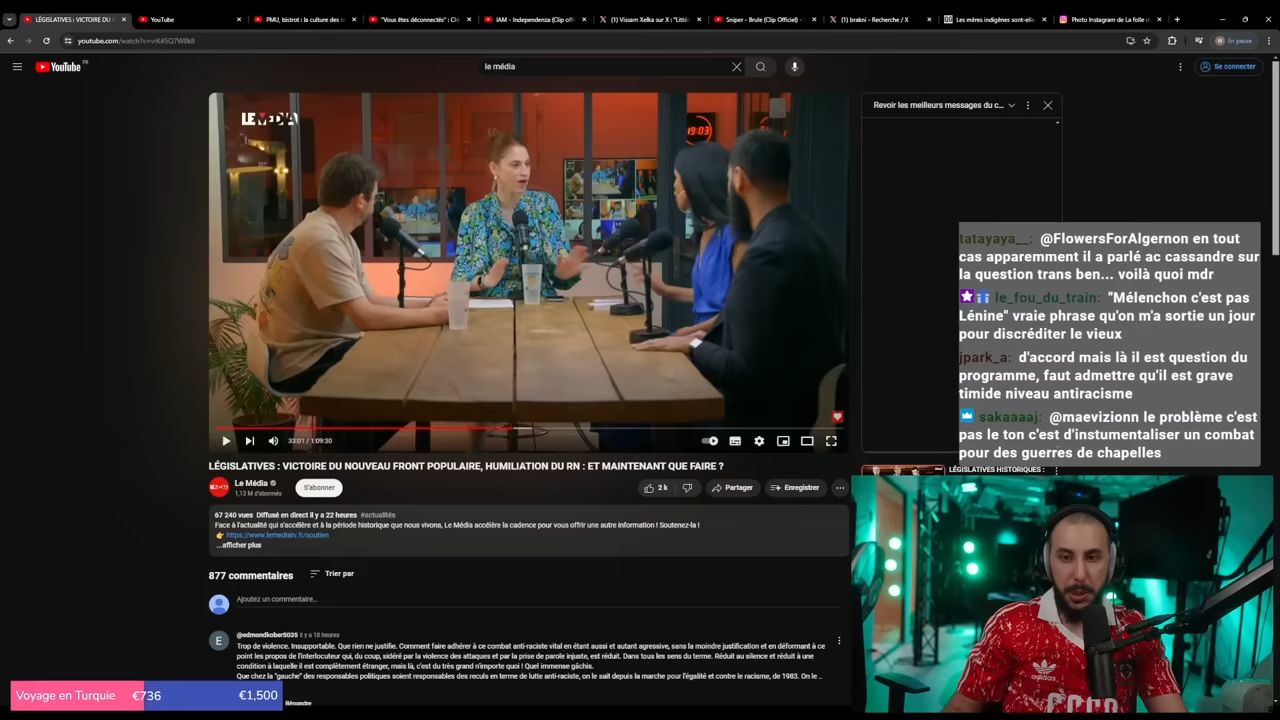 LÉGISLATIVES : VICTOIRE DU N
YouTube
PMU, bistrot : la culture des ra
"Vous êtes déconnectés" : Ch
IAM - Independenza (Clip offi
(1) Vissam Xelka sur X : "Litté
Sniper - Brule (Clip Officiel) -
(1) brakni - Recherche / X
Les mères indigènes sont-elle
Photo Instagram de La folle d
youtube.com/watch?v=vrK45Q7W8k8
En pause
YouTube FR
le média
Se connecter
LE MEDIA
19:03
Revoir les meilleurs messages du c...
tatayaya__: @FlowersForAlgernon en tout
cas apparemment il a parlé ac cassandre sur
la question trans ben... voilà quoi mdr
le_fou_du_train: "Mélenchon c'est pas
Lénine" vraie phrase qu'on m'a sortie un jour
pour discréditer le vieux
jpark_a: d'accord mais là il est question du
programme, faut admettre qu'il est grave
timide niveau antiracisme
sakaaaaj: @maevizionn le problème c'est
pas le ton c'est d'instumentaliser un combat
pour des guerres de chapelles
33:01 / 1:09:30
LÉGISLATIVES HISTORIQUES :
LÉGISLATIVES : VICTOIRE DU NOUVEAU FRONT POPULAIRE, HUMILIATION DU RN : ET MAINTENANT QUE FAIRE ?
Le Média
1,13 M d'abonnés
S'abonner
2 k
Partager
Enregistrer
67 240 vues Diffusé en direct il y a 22 heures #actualités
Face à l'actualité qui s'accélère et à la période historique que nous vivons, Le Média accélère la cadence pour vous offrir une autre information ! Soutenez-la !
👉 https://www.lemediatv.fr/soutien
...afficher plus
877 commentaires
Trier par
Ajoutez un commentaire...
E
@edmondkober5035 il y a 18 heures
Trop de violence. Insupportable. Que rien ne justifie. Comment faire adhérer à ce combat anti-raciste vital en étant aussi et autant agressive, sans la moindre justification et en déformant à ce
point les propos de l'interlocuteur qui, du coup, sidéré par la violence des attaques et par la prise de parole injuste, est réduit. Dans tous les sens du terme. Réduit au silence et réduit à une
condition à laquelle il est complètement étranger, mais là, c'est du très grand n'importe quoi ! Quel immense gâchis.
Que chez la "gauche" des responsables politiques soient responsables des reculs en terme de lutte anti-raciste, on le sait depuis la marche pour l'égalité et contre le racisme, de 1983. On le ..
Répondre
Voyage en Turquie €736 €1,500
adidas
CCCP